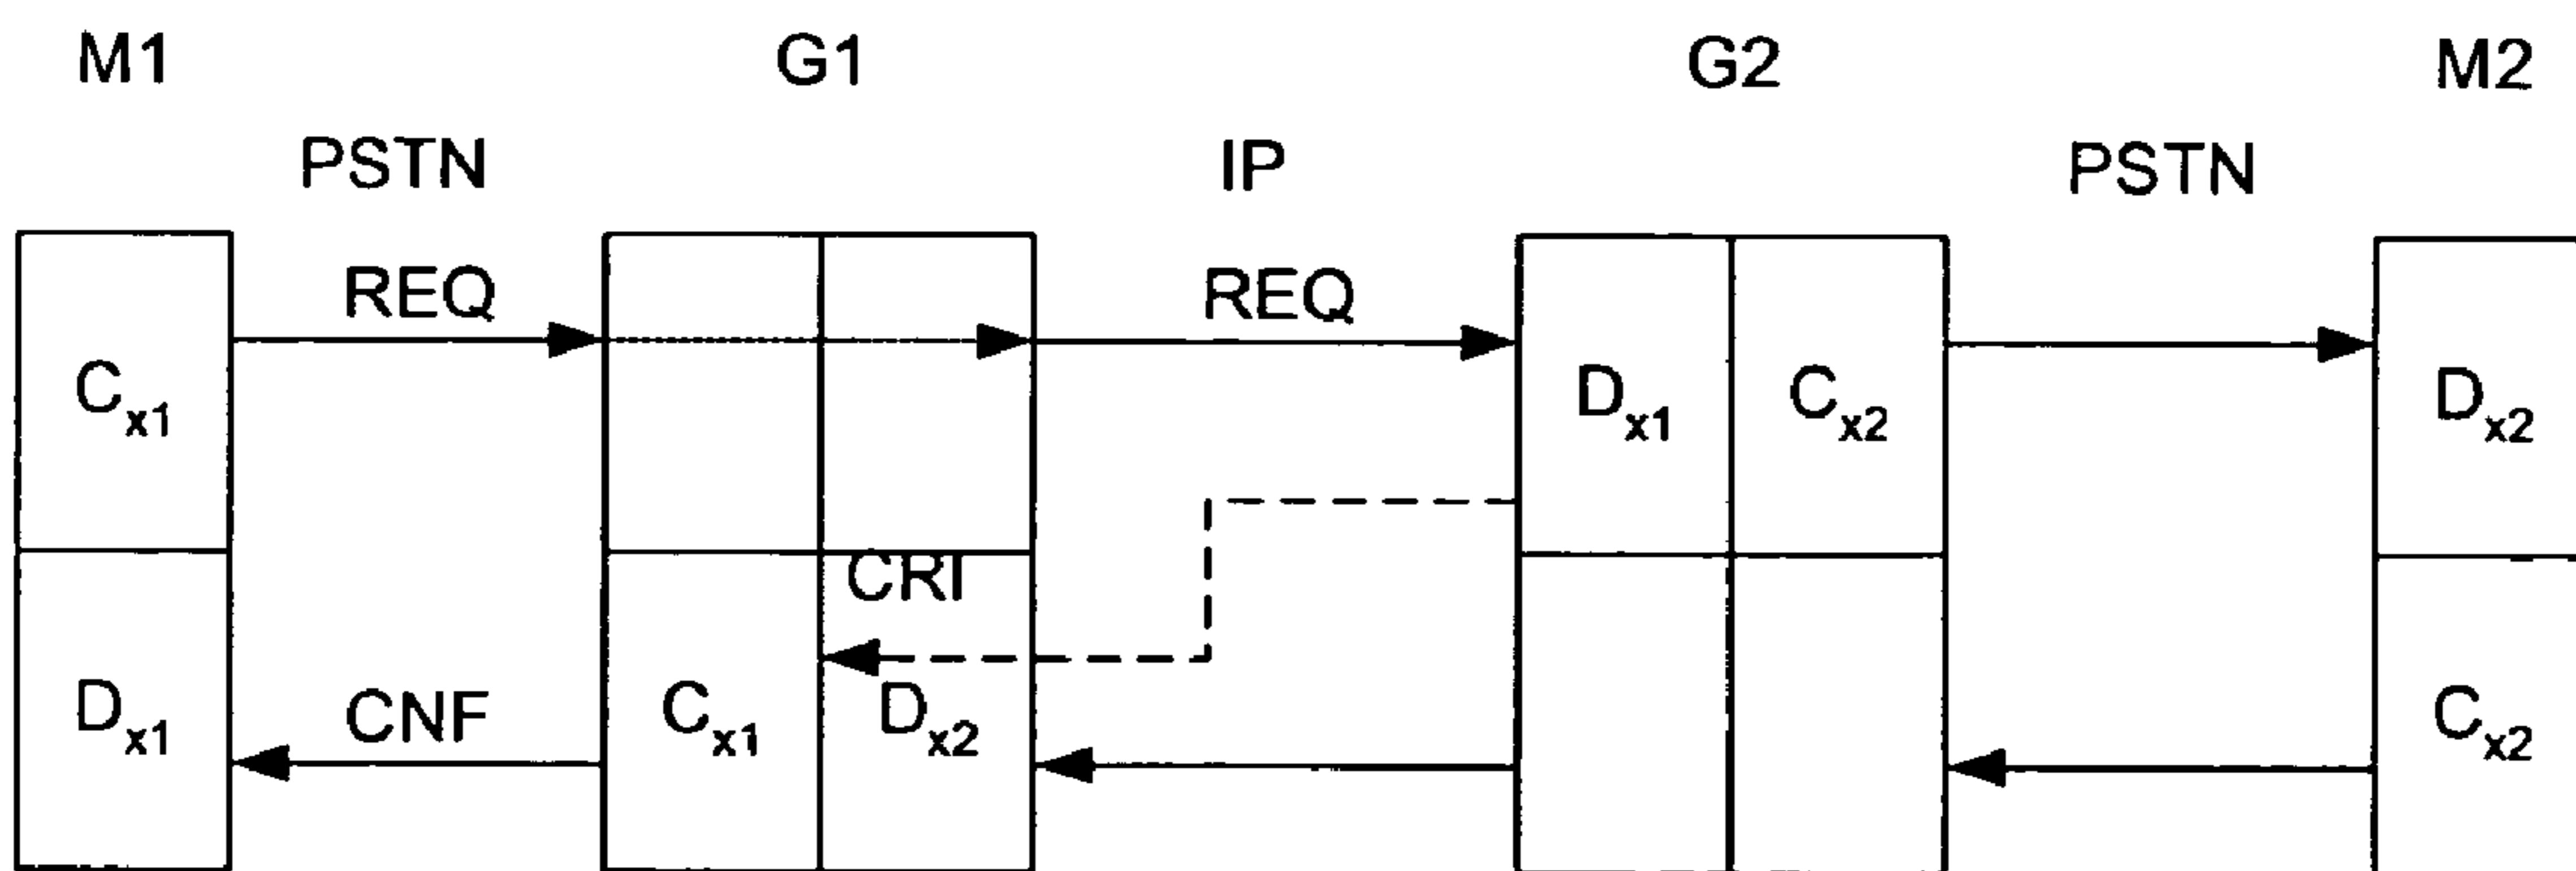 M1 G1 G2 M2
PSTN IP PSTN
REQ REQ
Cx1 Dx1 Cx2 Dx2
CRI
Dx1 CNF Cx1 Dx2 Cx2